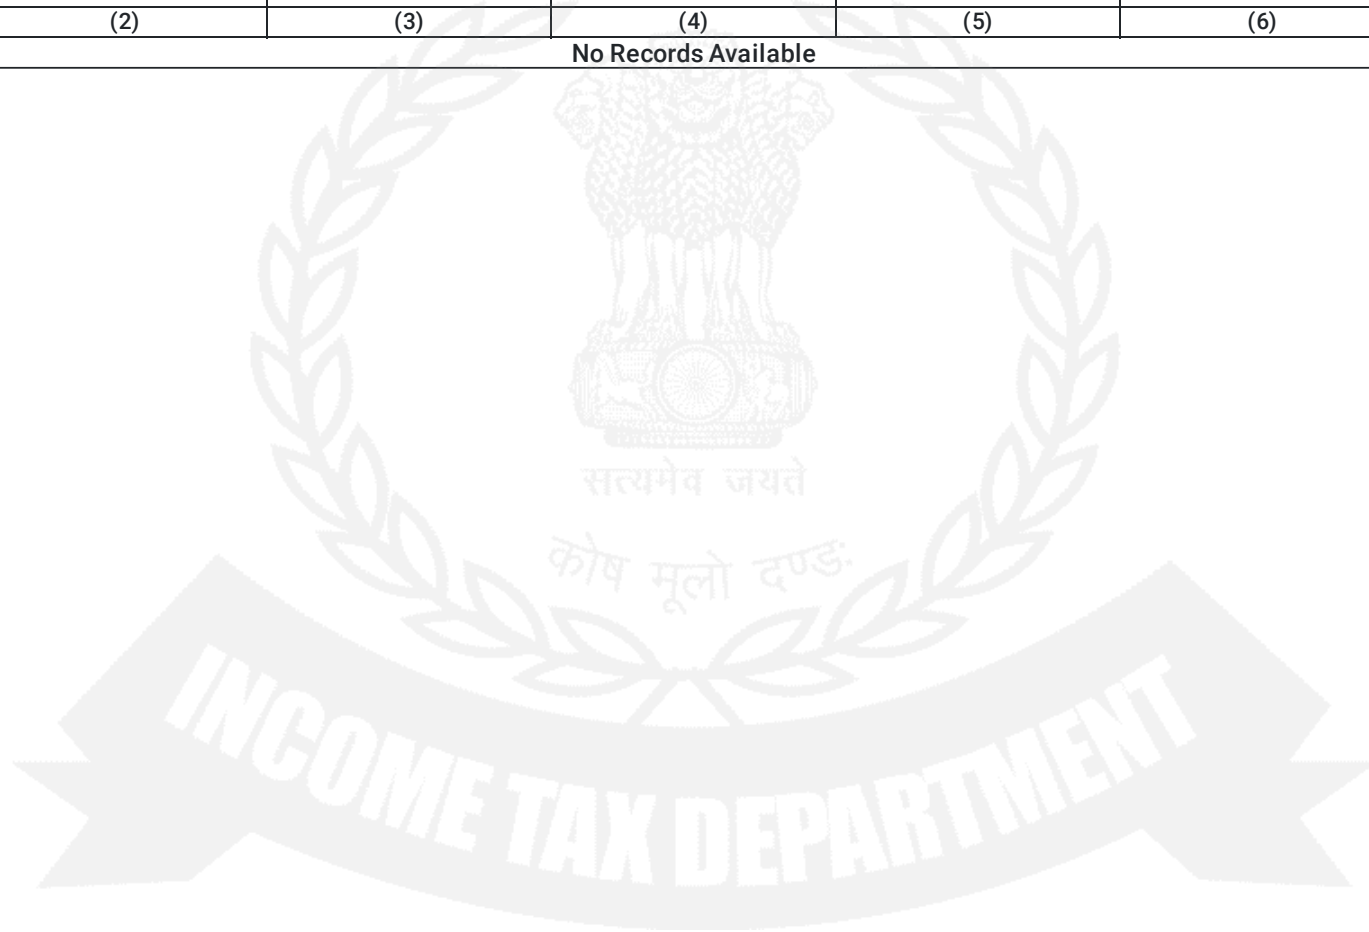 (2) (3) (4) (5) (6)
No Records Available
सत्यमेव जयते
कोष मूलो दण्डः
INCOME TAX DEPARTMENT